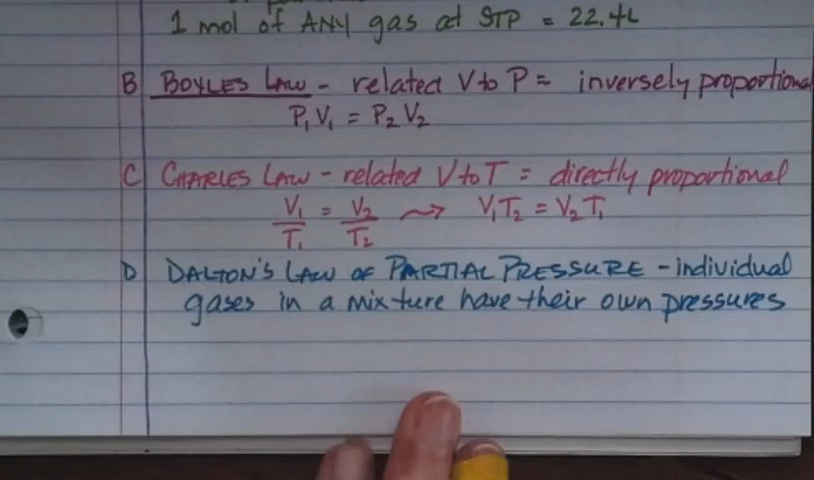 1 mol of ANY gas at STP = 22.4L
B BOYLES LAW - related V to P = inversely proportional
P₁V₁ = P₂V₂
C CHARLES LAW - related V to T = directly proportional
V₁/T₁ = V₂/T₂ ⇝ V₁T₂ = V₂T₁
D DALTON'S LAW OF PARTIAL PRESSURE - individual
gases in a mixture have their own pressures